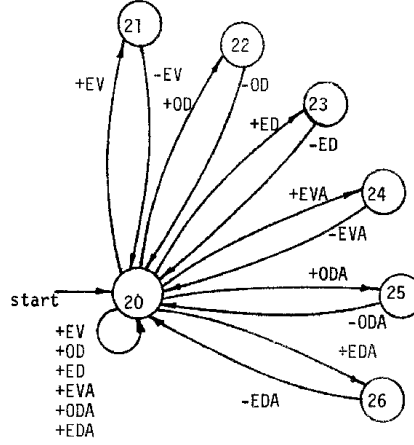 21
22
+EV
-EV
+OD
-OD
23
+ED
-ED
+EVA
24
-EVA
+ODA
start
20
25
-ODA
+EV
+OD
+ED
+EVA
+ODA
+EDA
+EDA
-EDA
26